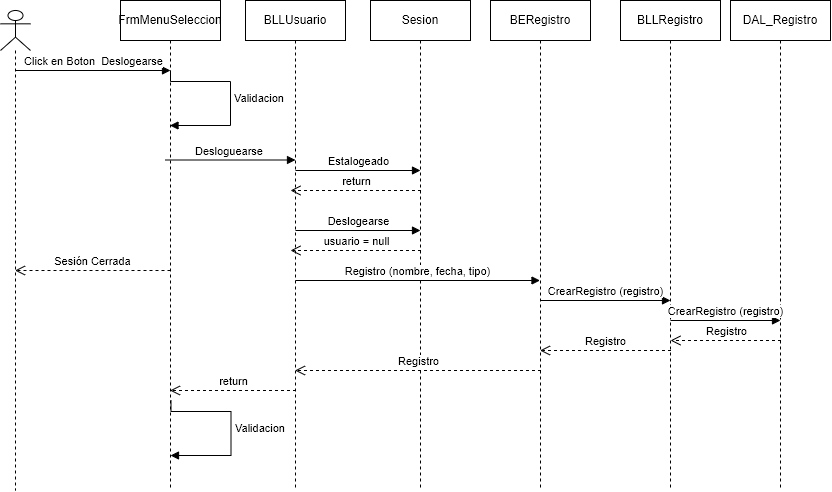 FrmMenuSeleccion
BLLUsuario
Sesion
BERegistro
BLLRegistro
DAL_Registro
Click en Boton Deslogearse
Validacion
Desloguearse
Estalogeado
return
Deslogearse
usuario = null
Sesión Cerrada
Registro (nombre, fecha, tipo)
CrearRegistro (registro)
CrearRegistro (registro)
Registro
Registro
Registro
return
Validacion